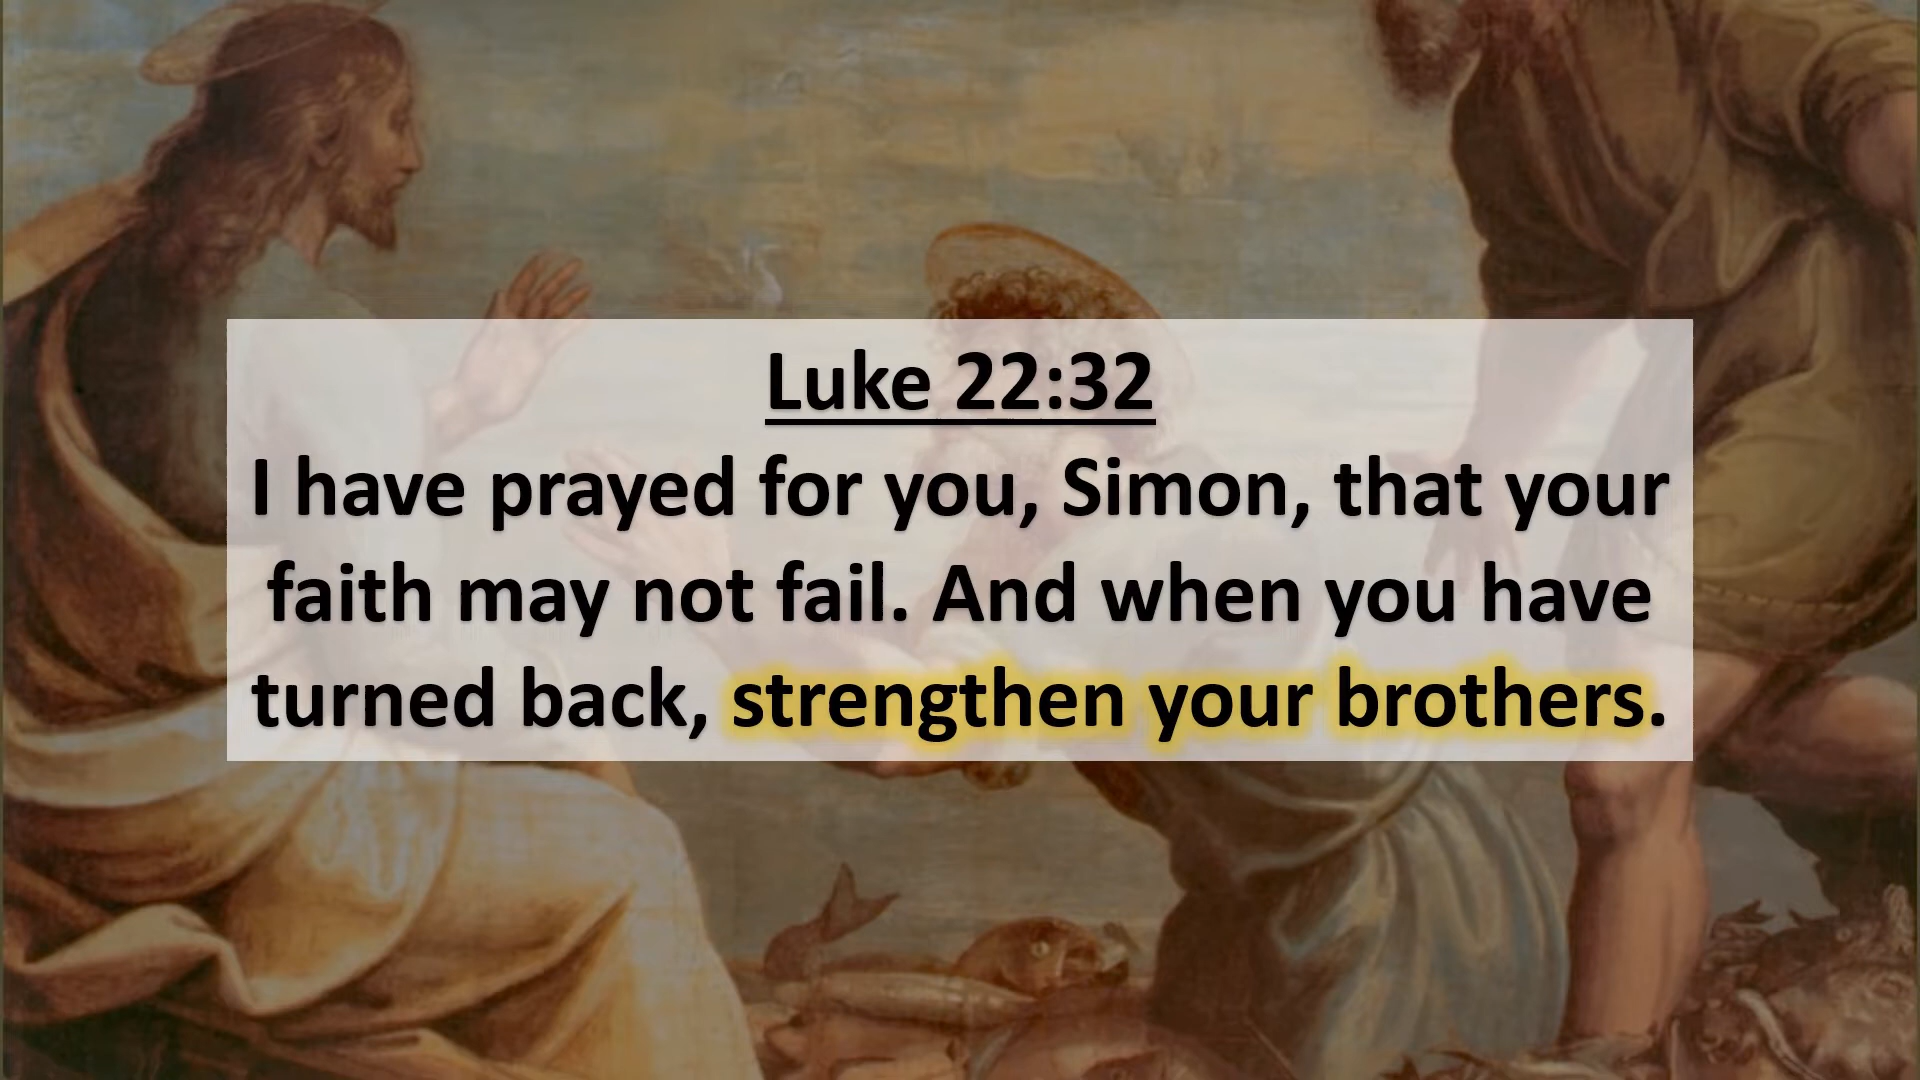 Luke 22:32
I have prayed for you, Simon, that your
faith may not fail. And when you have
turned back, strengthen your brothers.